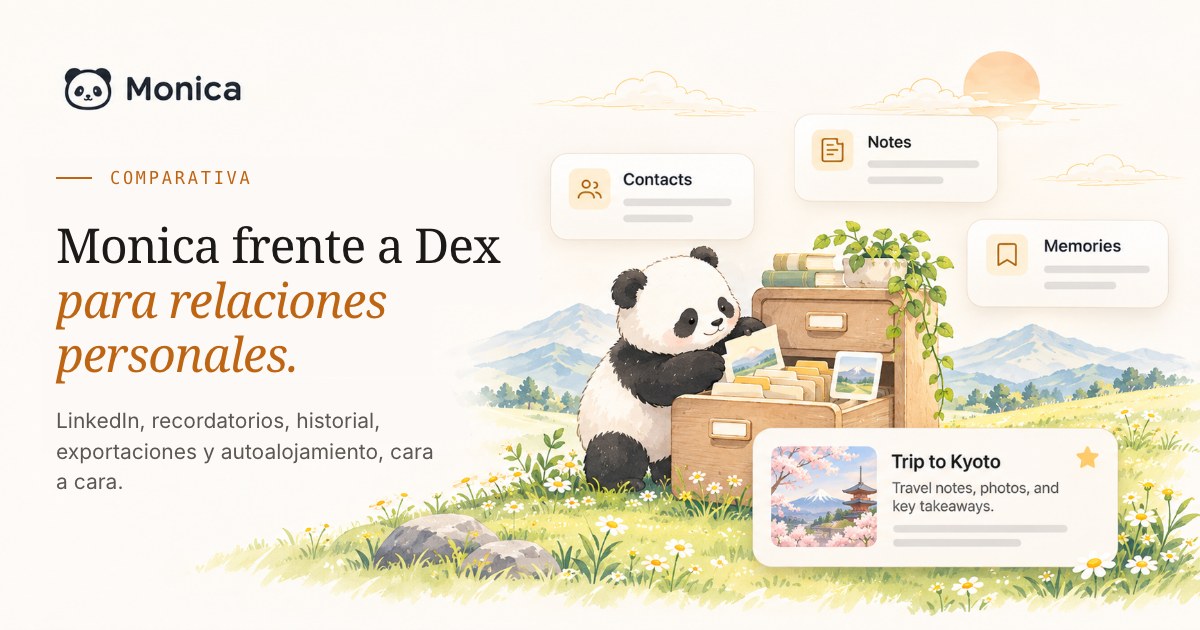 Monica
COMPARATIVA
Monica frente a Dex
para relaciones
personales.
LinkedIn, recordatorios, historial,
exportaciones y autoalojamiento, cara
a cara.
Contacts
Notes
Memories
Trip to Kyoto
Travel notes, photos, and
key takeaways.